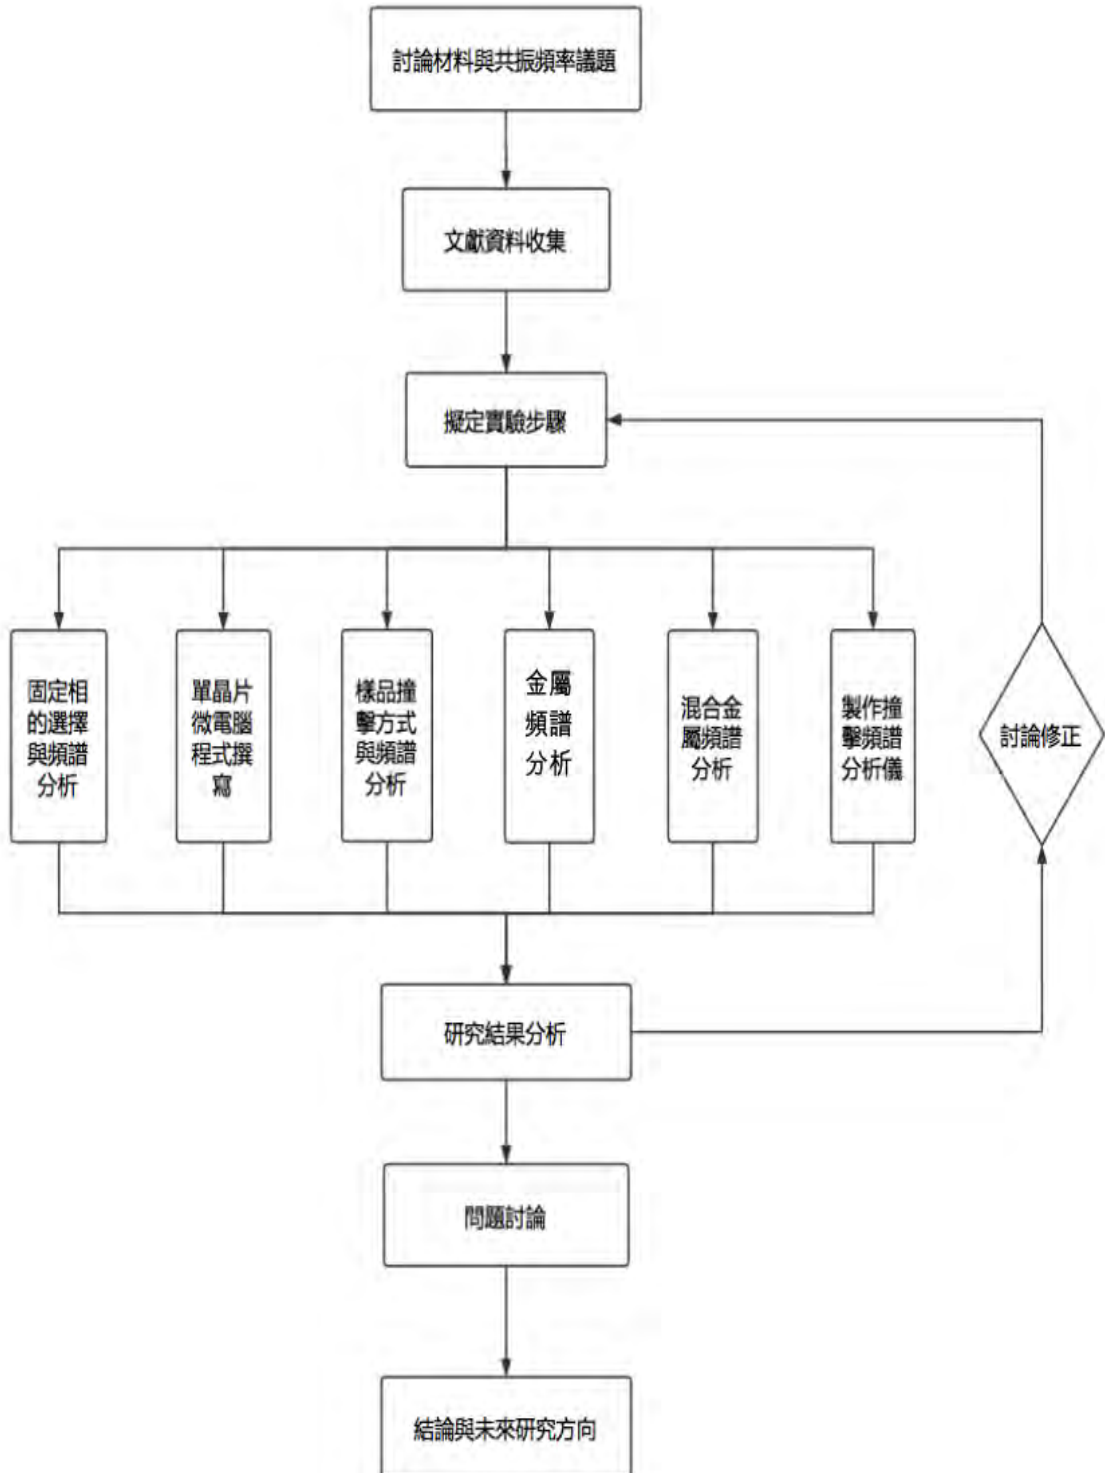 討論材料與共振頻率議題
文獻資料收集
擬定實驗步驟
固定相
的選擇
與頻譜
分析
單晶片
微電腦
程式撰
寫
樣品撞
擊方式
與頻譜
分析
金屬
頻譜
分析
混合金
屬頻譜
分析
製作撞
擊頻譜
分析儀
討論修正
研究結果分析
問題討論
結論與未來研究方向